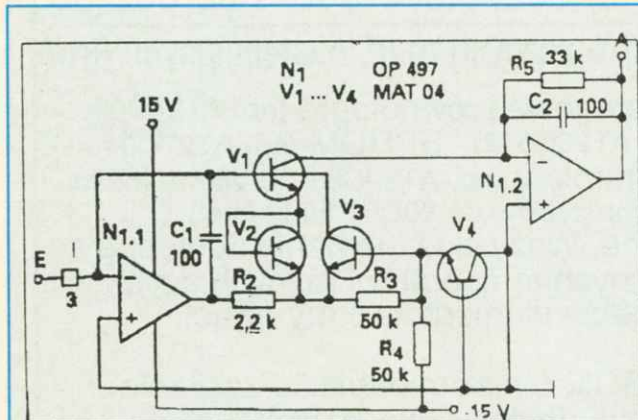 A
N1 OP 497
V1 ... V4 MAT 04
R5 33 k
C2 100
15 V
V1
N1.2
V2
V3
V4
N1.1
C1
100
E
3
R2
2,2 k
R3
50 k
R4
50 k
-15 V